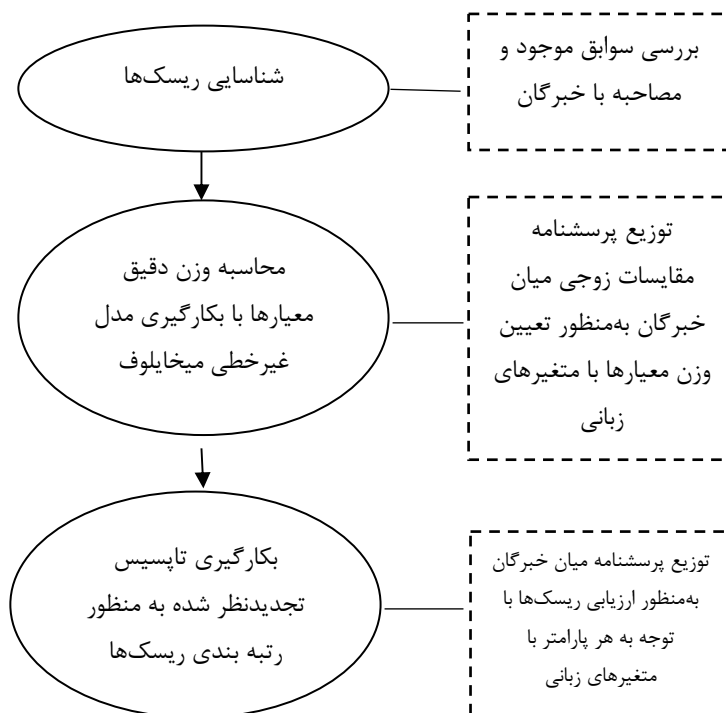 شناسایی ریسک‌ها
بررسی سوابق موجود و
مصاحبه با خبرگان
محاسبه وزن دقیق
معیارها با بکارگیری مدل
غیرخطی میخایلوف
توزیع پرسشنامه
مقایسات زوجی میان
خبرگان به‌منظور تعیین
وزن معیارها با متغیرهای
زبانی
بکارگیری تاپسیس
تجدیدنظر شده به منظور
رتبه بندی ریسک‌ها
توزیع پرسشنامه میان خبرگان
به‌منظور ارزیابی ریسک‌ها با
توجه به هر پارامتر با
متغیرهای زبانی